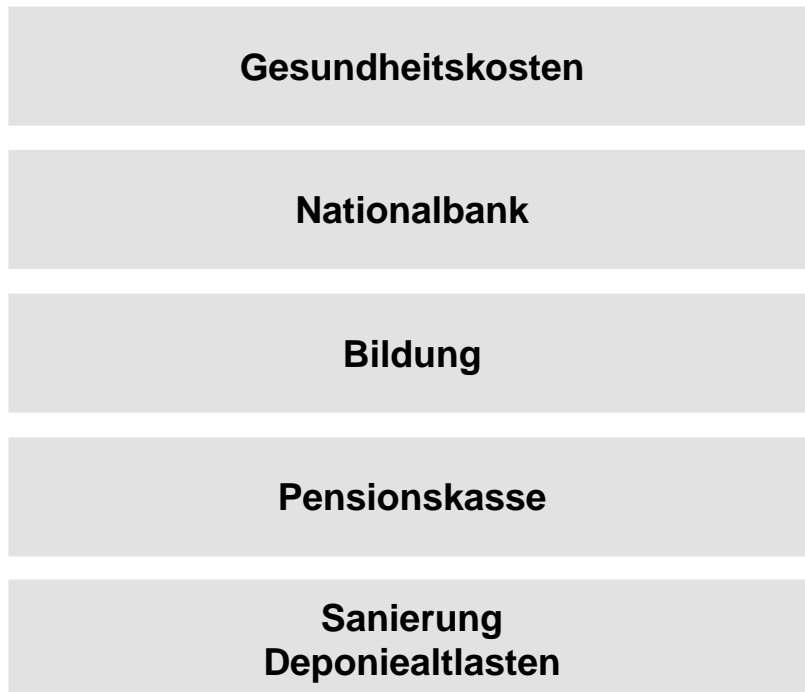 Gesundheitskosten
Nationalbank
Bildung
Pensionskasse
Sanierung
Deponiealtlasten